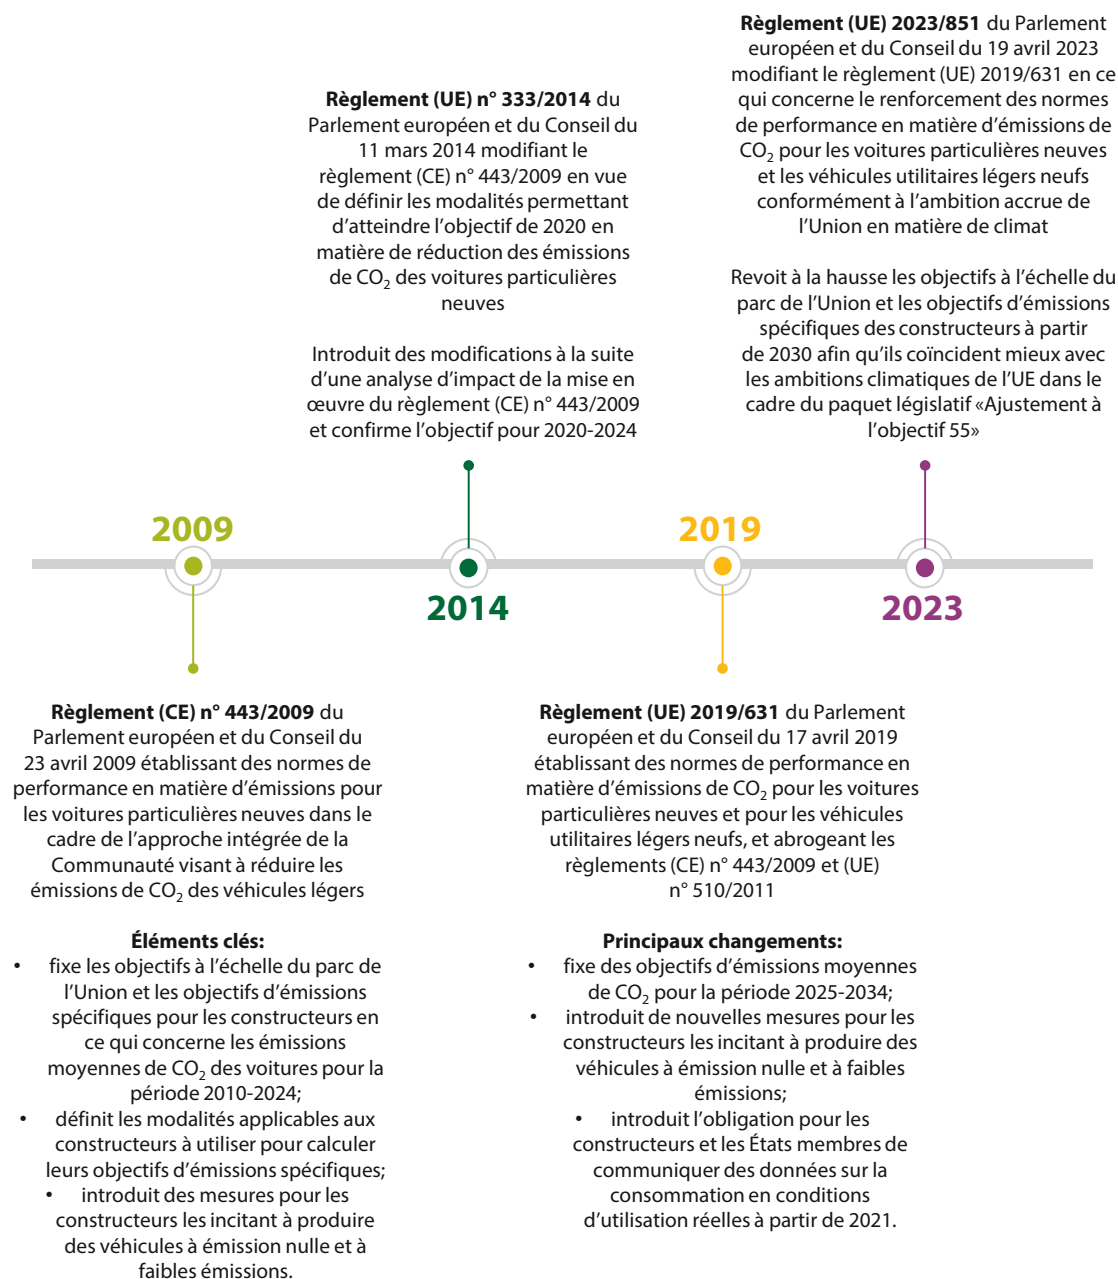 Règlement (UE) 2023/851 du Parlement
européen et du Conseil du 19 avril 2023
modifiant le règlement (UE) 2019/631 en ce
qui concerne le renforcement des normes
de performance en matière d’émissions de
CO₂ pour les voitures particulières neuves
et les véhicules utilitaires légers neufs
conformément à l’ambition accrue de
l’Union en matière de climat
Revoit à la hausse les objectifs à l’échelle du
parc de l’Union et les objectifs d’émissions
spécifiques des constructeurs à partir
de 2030 afin qu’ils coïncident mieux avec
les ambitions climatiques de l’UE dans le
cadre du paquet législatif «Ajustement à
l’objectif 55»
Règlement (UE) n° 333/2014 du
Parlement européen et du Conseil du
11 mars 2014 modifiant le
règlement (CE) n° 443/2009 en vue
de définir les modalités permettant
d’atteindre l’objectif de 2020 en
matière de réduction des émissions
de CO₂ des voitures particulières
neuves
Introduit des modifications à la suite
d’une analyse d’impact de la mise en
œuvre du règlement (CE) n° 443/2009
et confirme l’objectif pour 2020-2024
2009
2014
2019
2023
Règlement (CE) n° 443/2009 du
Parlement européen et du Conseil du
23 avril 2009 établissant des normes de
performance en matière d’émissions pour
les voitures particulières neuves dans le
cadre de l’approche intégrée de la
Communauté visant à réduire les
émissions de CO₂ des véhicules légers
Éléments clés:
• fixe les objectifs à l’échelle du parc de
l’Union et les objectifs d’émissions
spécifiques pour les constructeurs en
ce qui concerne les émissions
moyennes de CO₂ des voitures pour la
période 2010-2024;
• définit les modalités applicables aux
constructeurs à utiliser pour calculer
leurs objectifs d’émissions spécifiques;
• introduit des mesures pour les
constructeurs les incitant à produire
des véhicules à émission nulle et à
faibles émissions.
Règlement (UE) 2019/631 du Parlement
européen et du Conseil du 17 avril 2019
établissant des normes de performance en
matière d’émissions de CO₂ pour les voitures
particulières neuves et pour les véhicules
utilitaires légers neufs, et abrogeant les
règlements (CE) n° 443/2009 et (UE)
n° 510/2011
Principaux changements:
• fixe des objectifs d’émissions moyennes
de CO₂ pour la période 2025-2034;
• introduit de nouvelles mesures pour les
constructeurs les incitant à produire des
véhicules à émission nulle et à faibles
émissions;
• introduit l’obligation pour les
constructeurs et les États membres de
communiquer des données sur la
consommation en conditions
d’utilisation réelles à partir de 2021.